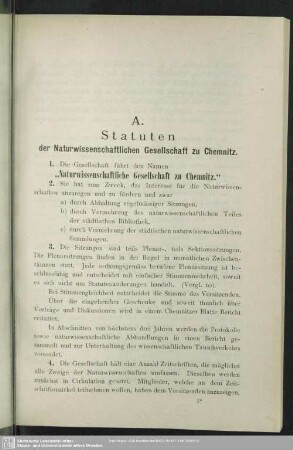 A.
Statuten
der Naturwissenschaftlichen Gesellschaft zu Chemnitz.
1. Die Gesellschaft führt den Namen
„Naturwissenschaftliche Gesellschaft zu Chemnitz."
2. Sie hat zum Zweck, das Interesse für die Naturwissen-
schaften anzuregen und zu fördern und zwar
a) durch Abhaltung regelmässiger Sitzungen,
b) durch Vermehrung des naturwissenschaftlichen Teiles
der städtischen Bibliothek,
c) durch Vermehrung der städtischen naturwissenschaftlichen
Sammlungen.
3. Die Sitzungen sind teils Plenar-, teils Sektionssitzungen.
Die Plenarsitzungen finden in der Regel in monatlichen Zwischen-
räumen statt. Jede ordnungsgemäss berufene Plenarsitzung ist be-
schlussfähig und entscheidet mit einfacher Stimmenmehrheit, soweit
es sich nicht um Statutenänderungen handelt. (Vergl. 10).
Bei Stimmengleichheit entscheidet die Stimme des Vorsitzenden.
Über die eingehenden Geschenke und soweit thunlich über
Vorträge und Diskussionen wird in einem Chemnitzer Blatte Bericht
erstattet.
In Abschnitten von höchstens drei Jahren werden die Protokolle
sowie naturwissenschaftliche Abhandlungen in einen Bericht ge-
sammelt und zur Unterhaltung des wissenschaftlichen Tauschverkehrs
verwendet.
4. Die Gesellschaft hält eine Anzahl Zeitschriften, die möglichst
alle Zweige der Naturwissenschaften umfassen. Dieselben werden
zunächst in Cirkulation gesetzt. Mitglieder, welche an dem Zeit-
schriftenzirkel teilnehmen wollen, haben dem Vorsitzenden anzuzeigen,